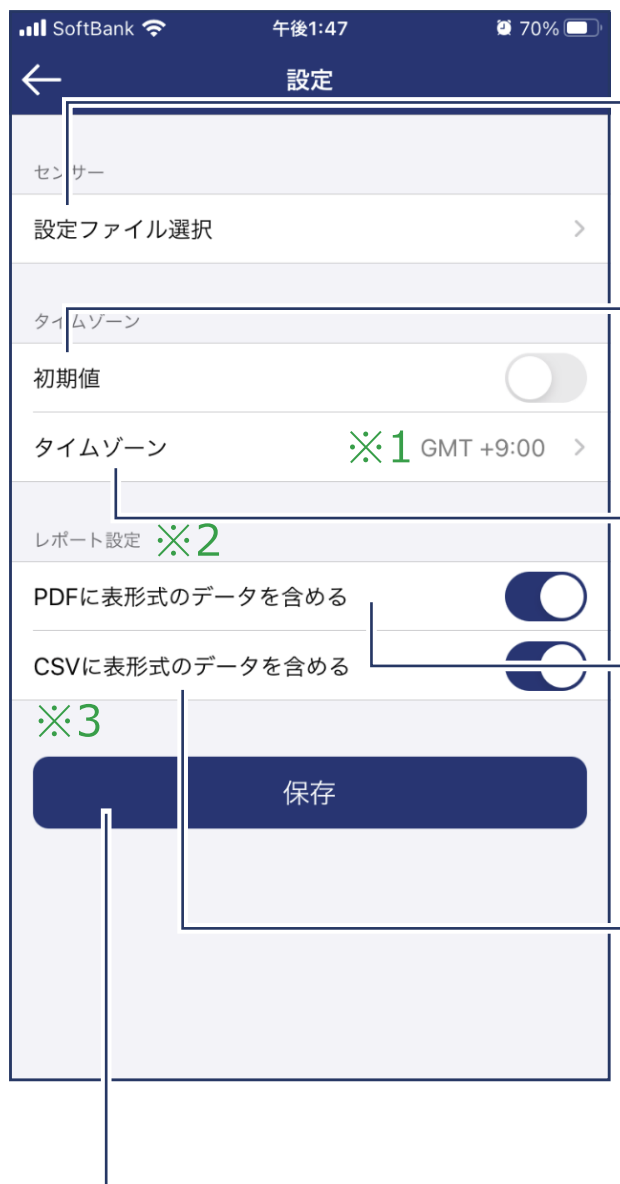 SoftBank 午後1:47 70%
設定
センサー
設定ファイル選択
タイムゾーン
初期値
タイムゾーン ※1 GMT +9:00
レポート設定 ※2
PDFに表形式のデータを含める
CSVに表形式のデータを含める
※3
保存